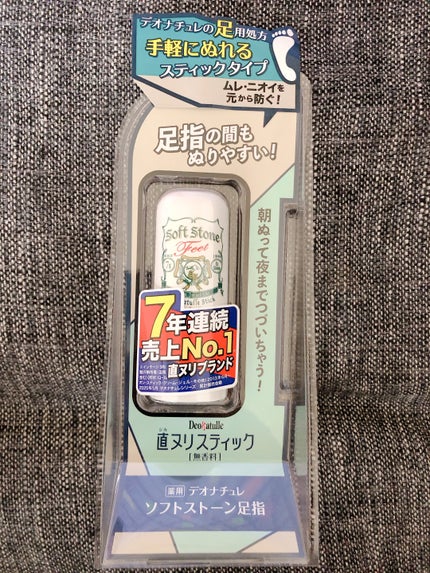 デオナチュレの足用処方
手軽にぬれる
スティックタイプ
ムレ・ニオイを
元から防ぐ!
足指の間も
ぬりやすい!
朝ぬって夜までつづいちゃう!
Soft Stone
Feet
Stick
7年連続
売上No.1
直ヌリブランド
DeoNatulle
直ヌリスティック
[無香料]
薬用 デオナチュレ
ソフトストーン足指